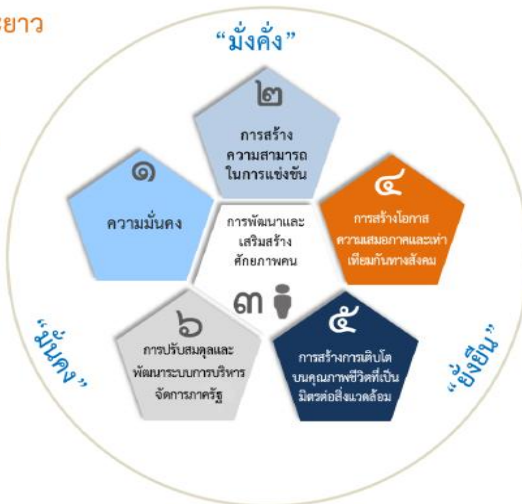 ะยาว
“มั่งคั่ง”
๒
การสร้าง
ความสามารถ
ในการแข่งขัน
๑
ความมั่นคง
การพัฒนาและ
เสริมสร้าง
ศักยภาพคน
๓
๔
การสร้างโอกาส
ความเสมอภาคและเท่า
เทียมกันทางสังคม
๖
การปรับสมดุลและ
พัฒนาระบบการบริหาร
จัดการภาครัฐ
๕
การสร้างการเติบโต
บนคุณภาพชีวิตที่เป็น
มิตรต่อสิ่งแวดล้อม
“มั่นคง”
“ยั่งยืน”